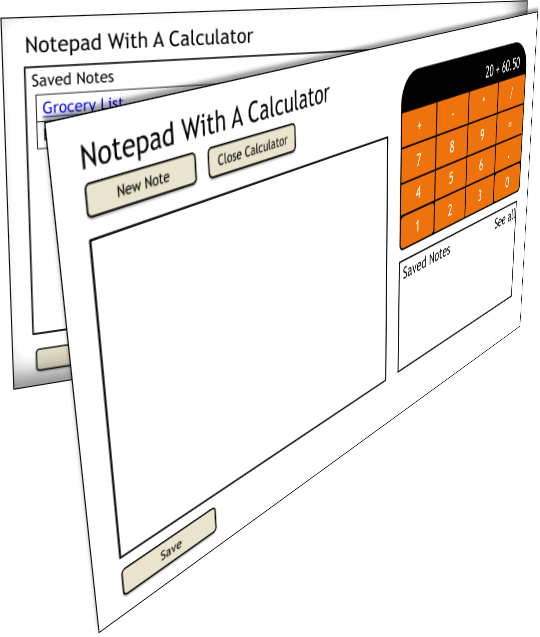 Notepad With A Calculator
Saved Notes
Grocery List
Notepad With A Calculator
New Note
Close Calculator
20 + 60.50
+ - * /
7 8 9 =
4 5 6 .
1 2 3 0
See all
Saved Notes
Save